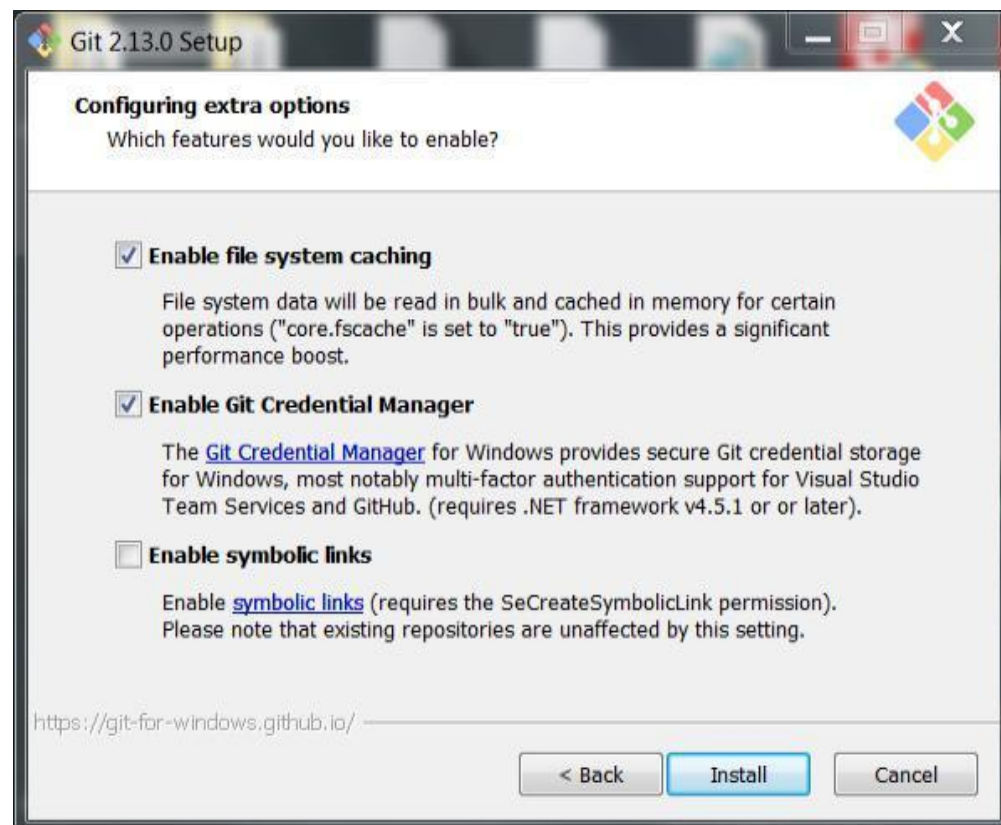 Git 2.13.0 Setup
Configuring extra options
Which features would you like to enable?
Enable file system caching
File system data will be read in bulk and cached in memory for certain
operations ("core.fscache" is set to "true"). This provides a significant
performance boost.
Enable Git Credential Manager
The Git Credential Manager for Windows provides secure Git credential storage
for Windows, most notably multi-factor authentication support for Visual Studio
Team Services and GitHub. (requires .NET framework v4.5.1 or or later).
Enable symbolic links
Enable symbolic links (requires the SeCreateSymbolicLink permission).
Please note that existing repositories are unaffected by this setting.
https://git-for-windows.github.io/
< Back Install Cancel